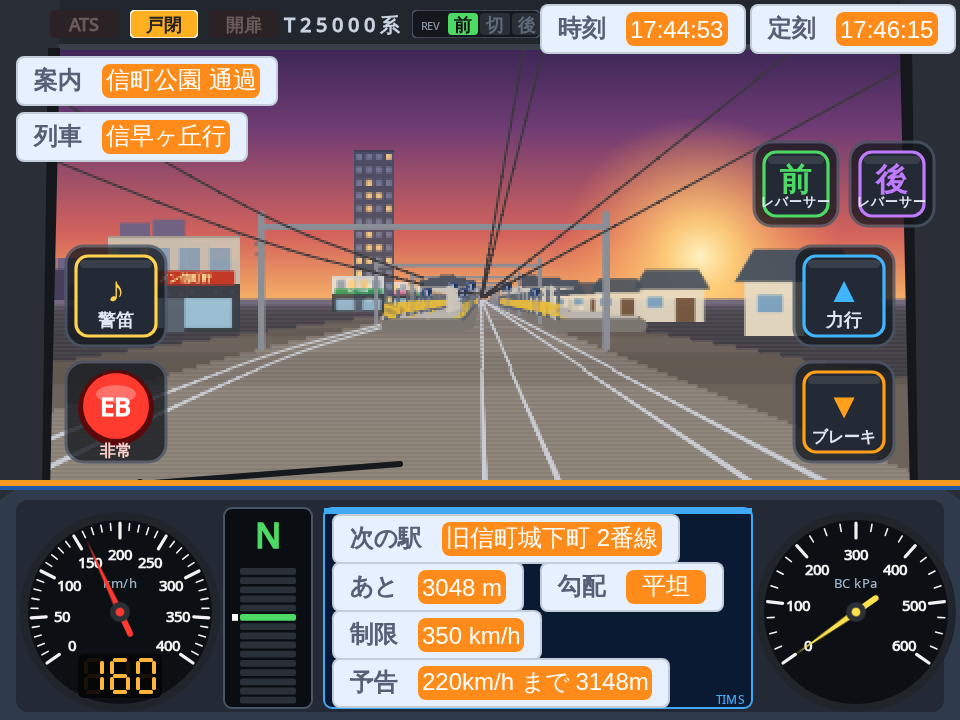 ATS 戸閉 開扉 T25000系 REV 前 切 後
時刻 17:44:53 定刻 17:46:15
案内 信町公園 通過
列車 信早ヶ丘行
前 レバーサー
後 レバーサー
♪ 警笛
▲ 力行
EB 非常
▼ ブレーキ
0 50 100 150 200 250 300 350 400 km/h
160
N
次の駅 旧信町城下町 2番線
あと 3048 m 勾配 平坦
制限 350 km/h
予告 220km/h まで 3148m
TIMS
0 100 200 300 400 500 600 BC kPa